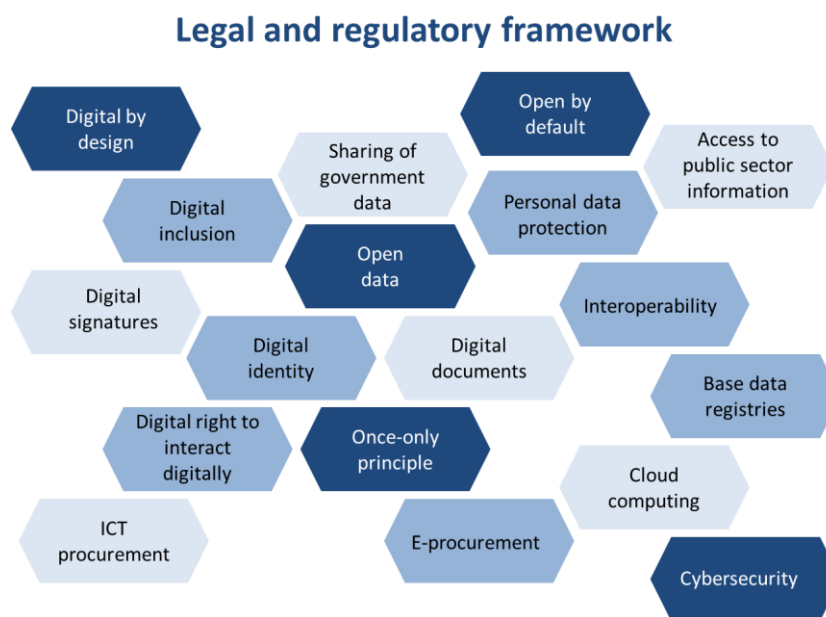 Legal and regulatory framework
Digital by
design
Open by
default
Sharing of
government
data
Access to
public sector
information
Digital
inclusion
Personal data
protection
Open
data
Digital
signatures
Interoperability
Digital
identity
Digital
documents
Base data
registries
Digital right to
interact
digitally
Once-only
principle
Cloud
computing
ICT
procurement
E-procurement
Cybersecurity